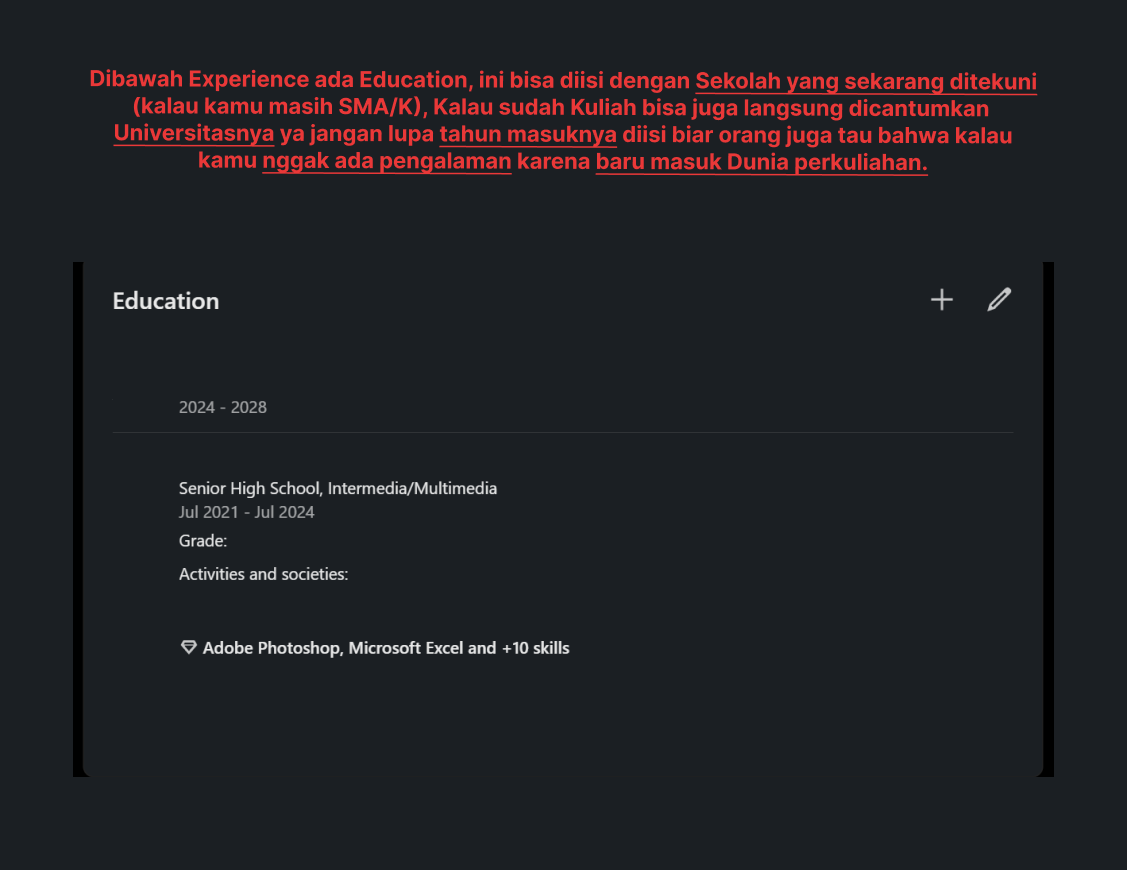 Dibawah Experience ada Education, ini bisa diisi dengan Sekolah yang sekarang ditekuni
(kalau kamu masih SMA/K), Kalau sudah Kuliah bisa juga langsung dicantumkan
Universitasnya ya jangan lupa tahun masuknya diisi biar orang juga tau bahwa kalau
kamu nggak ada pengalaman karena baru masuk Dunia perkuliahan.
Education
2024 - 2028
Senior High School, Intermedia/Multimedia
Jul 2021 - Jul 2024
Grade:
Activities and societies:
Adobe Photoshop, Microsoft Excel and +10 skills